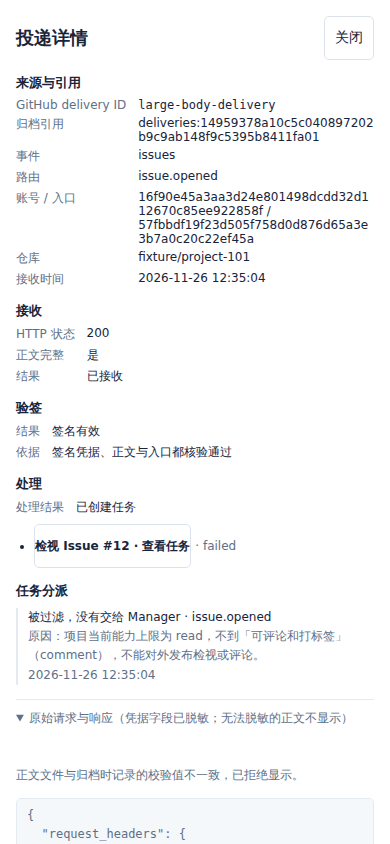 投递详情
关闭
来源与引用
GitHub delivery ID large-body-delivery
归档引用 deliveries:14959378a10c5c040897202
b9c9ab148f9c5395b8411fa01
事件 issues
路由 issue.opened
账号 / 入口 16f90e45a3aa3d24e801498dcdd32d1
12670c85ee922858f /
57fbbdf19f23d505f758d0d876d65a3e
3b7a0c20c22ef45a
仓库 fixture/project-101
接收时间 2026-11-26 12:35:04
接收
HTTP 状态 200
正文完整 是
结果 已接收
验签
结果 签名有效
依据 签名凭据、正文与入口都核验通过
处理
处理结果 已创建任务
• 检视 Issue #12 · 查看任务 · failed
任务分派
被过滤，没有交给 Manager · issue.opened
原因：项目当前能力上限为 read，不到「可评论和打标签」
（comment），不能对外发布检视或评论。
2026-11-26 12:35:04
▼ 原始请求与响应（凭据字段已脱敏；无法脱敏的正文不显示）
正文文件与归档时记录的校验值不一致，已拒绝显示。
{
"request_headers": {